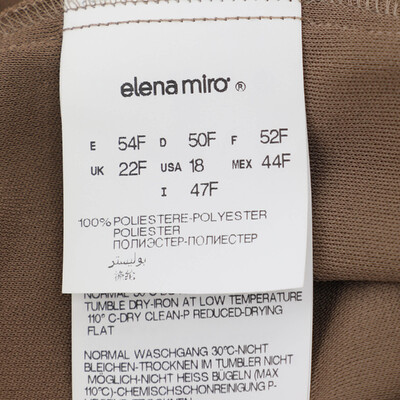 elena mirò ®
E 54F D 50F F 52F
UK 22F USA 18 MEX 44F
I 47F
100% POLIESTERE-POLYESTER
POLIESTER
ПОЛИЭСТЕР-ПОЛИЕСТЕР
بوليستر
TUMBLE DRY-IRON AT LOW TEMPERATURE
110° C-DRY CLEAN-P REDUCED-DRYING
FLAT
NORMAL WASCHGANG 30°C-NICHT
BLEICHEN-TROCKNEN IM TUMBLER NICHT
MÖGLICH-NICHT HEISS BÜGELN (MAX
110°C)-CHEMISCHSCHONREIGUNG P-